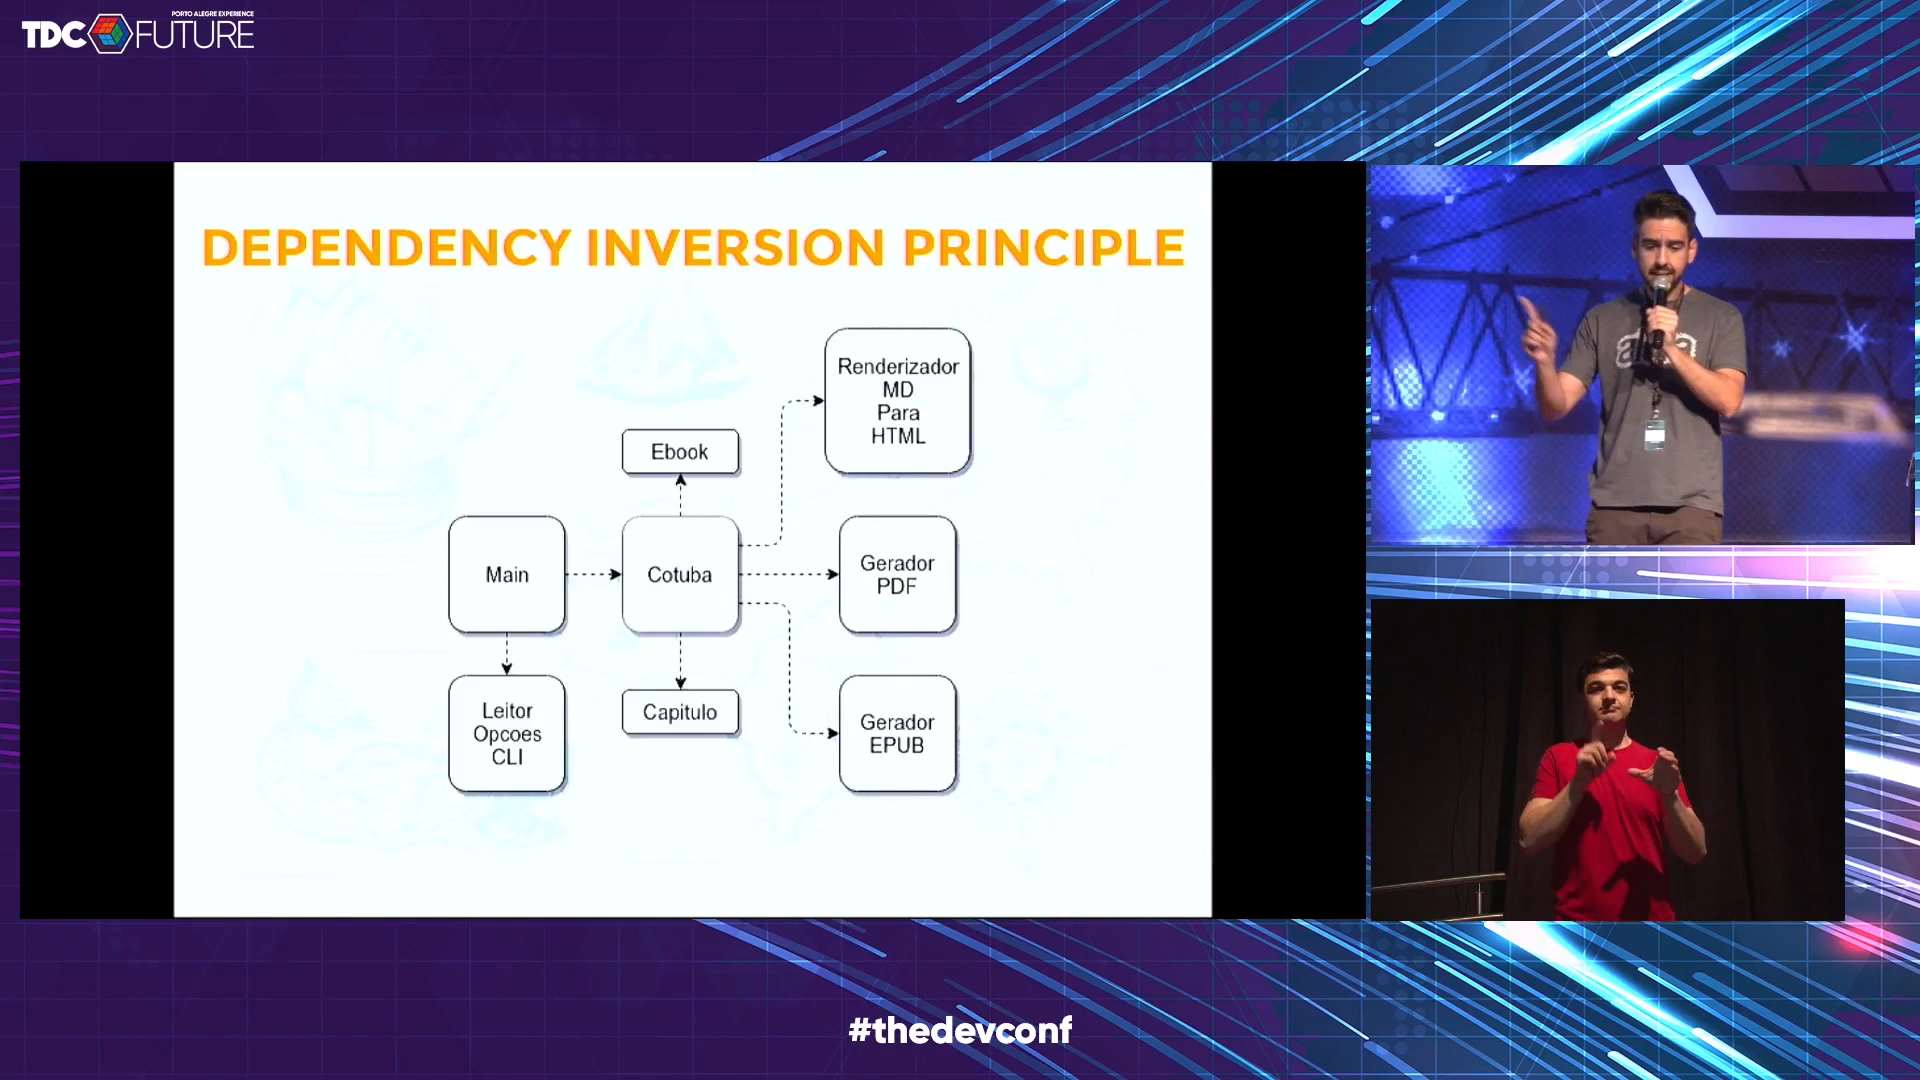 PORTO ALEGRE EXPERIENCE
TDC FUTURE
DEPENDENCY INVERSION PRINCIPLE
Renderizador
MD
Para
HTML
Ebook
Main
Cotuba
Gerador
PDF
Leitor
Opcoes
CLI
Capitulo
Gerador
EPUB
#thedevconf